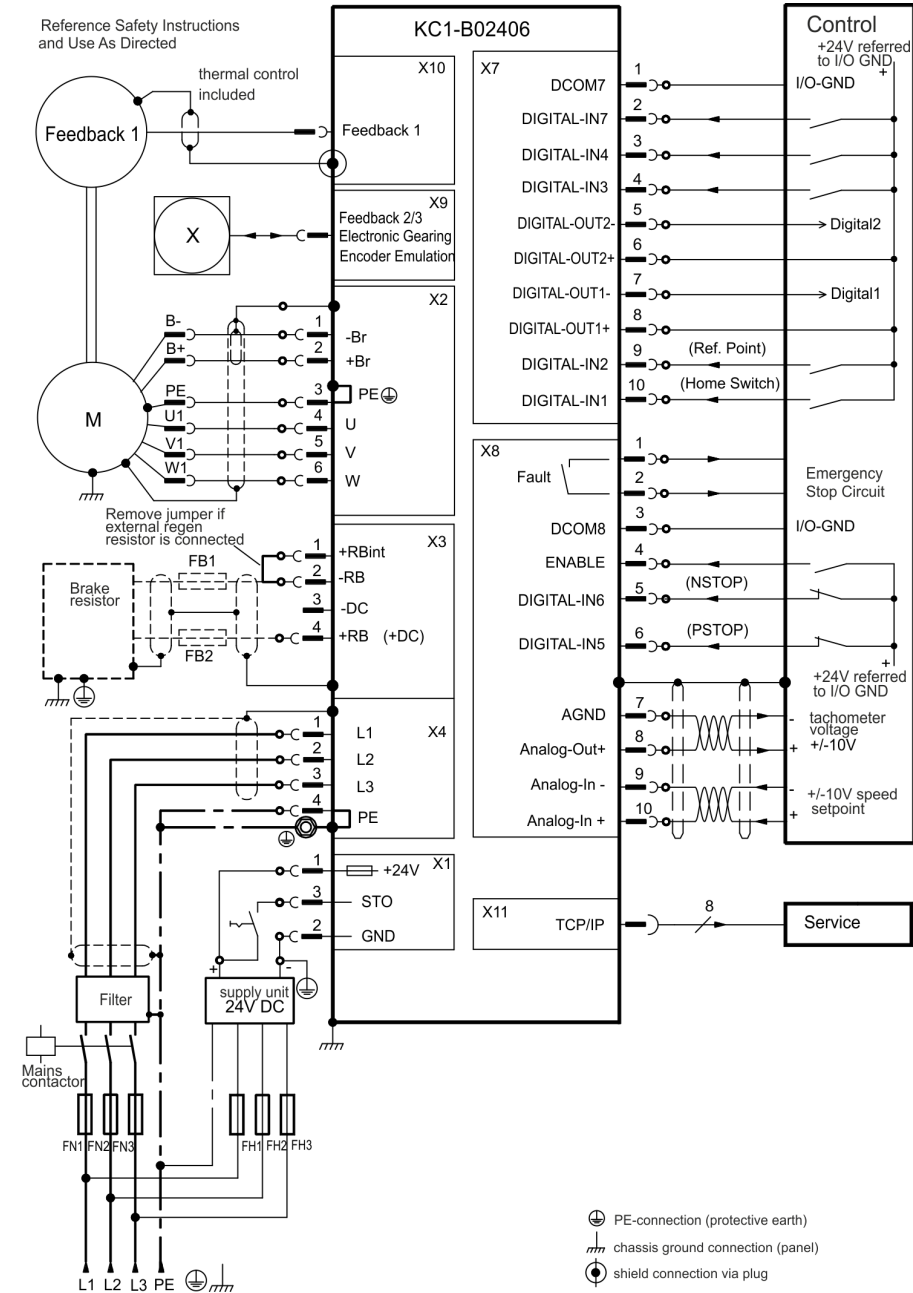 Reference Safety Instructions
and Use As Directed
KC1-B02406
Control
+24V referred
to I/O GND
+
thermal control
included
Feedback 1
X10
Feedback 1
X9
Feedback 2/3
Electronic Gearing
Encoder Emulation
X
X2
B- 1 -Br
B+ 2 +Br
PE 3 PE
M
U1 4 U
V1 5 V
W1 6 W
Remove jumper if
external regen
resistor is connected
X3
1 +RBint
FB1
2 -RB
Brake
resistor
3 -DC
4 +RB (+DC)
FB2
X4
1 L1
2 L2
3 L3
4 PE
X1
1 +24V
3 STO
2 GND
+ -
supply unit
24V DC
Filter
Mains
contactor
FN1 FN2 FN3 FH1 FH2 FH3
L1 L2 L3 PE
X7
DCOM7 1 I/O-GND
DIGITAL-IN7 2
DIGITAL-IN4 3
DIGITAL-IN3 4
DIGITAL-OUT2- 5 Digital2
DIGITAL-OUT2+ 6
DIGITAL-OUT1- 7 Digital1
DIGITAL-OUT1+ 8
DIGITAL-IN2 9 (Ref. Point)
DIGITAL-IN1 10 (Home Switch)
X8
Fault 1
2
Emergency
Stop Circuit
DCOM8 3 I/O-GND
ENABLE 4
DIGITAL-IN6 5 (NSTOP)
DIGITAL-IN5 6 (PSTOP)
+
+24V referred
to I/O GND
AGND 7 -
tachometer
voltage
Analog-Out+ 8 + +/-10V
Analog-In - 9 -
+/-10V speed
setpoint
Analog-In + 10 +
X11
TCP/IP 8 Service
PE-connection (protective earth)
chassis ground connection (panel)
shield connection via plug